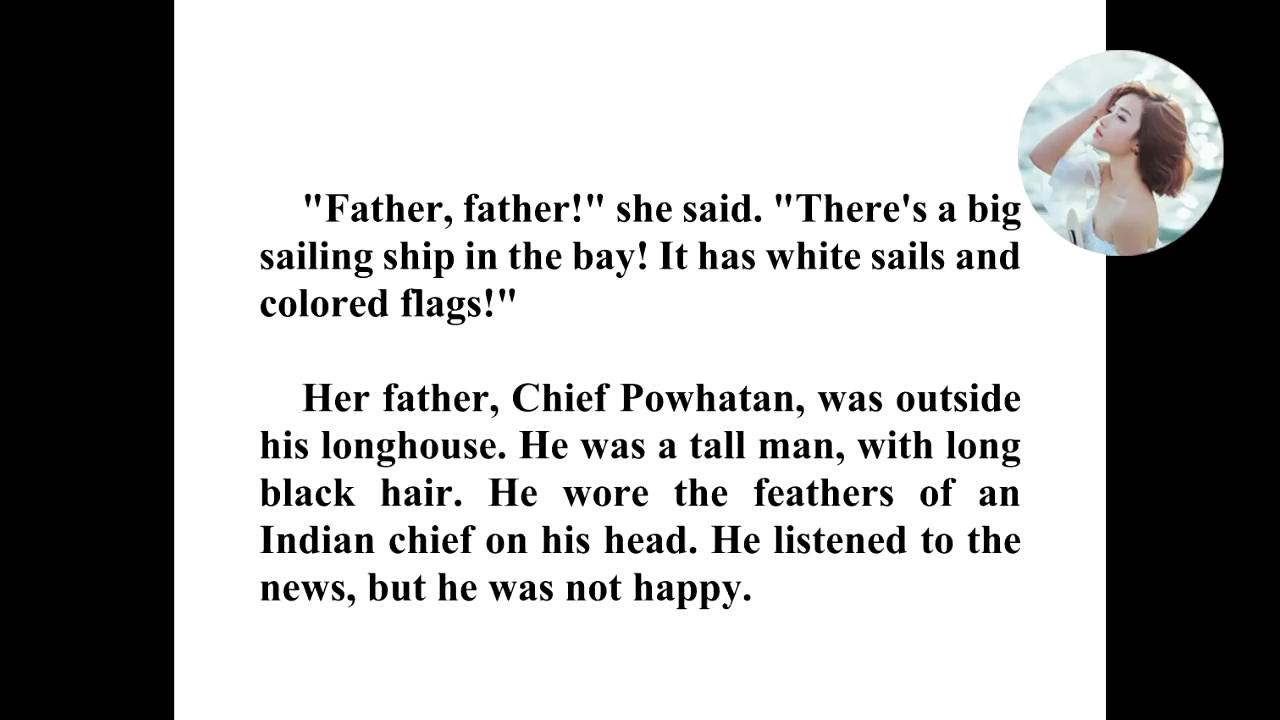 "Father, father!" she said. "There's a big
sailing ship in the bay! It has white sails and
colored flags!"
Her father, Chief Powhatan, was outside
his longhouse. He was a tall man, with long
black hair. He wore the feathers of an
Indian chief on his head. He listened to the
news, but he was not happy.